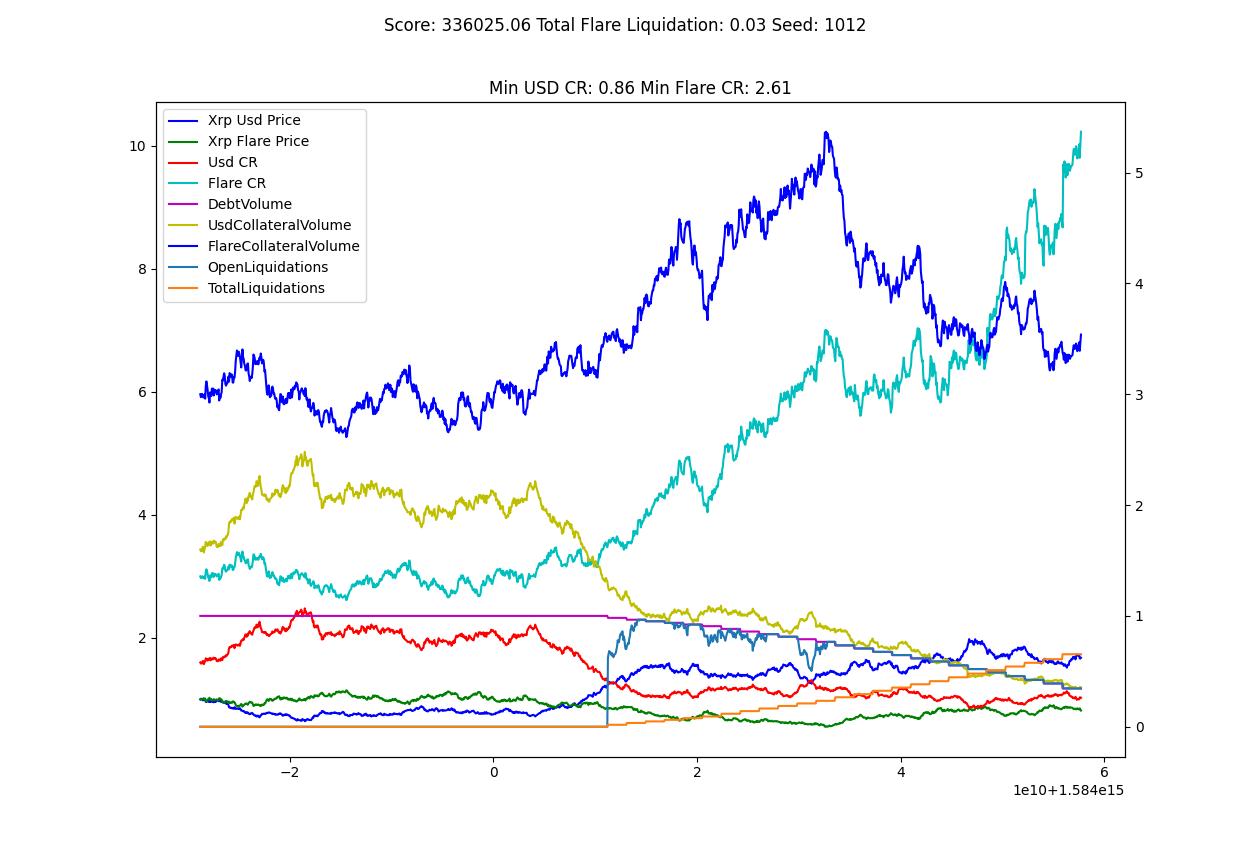 Score: 336025.06 Total Flare Liquidation: 0.03 Seed: 1012
Min USD CR: 0.86 Min Flare CR: 2.61
Xrp Usd Price
Xrp Flare Price
Usd CR
Flare CR
DebtVolume
UsdCollateralVolume
FlareCollateralVolume
OpenLiquidations
TotalLiquidations
10
8
6
4
2
5
4
3
2
1
0
−2
0
2
4
6
1e10+1.584e15